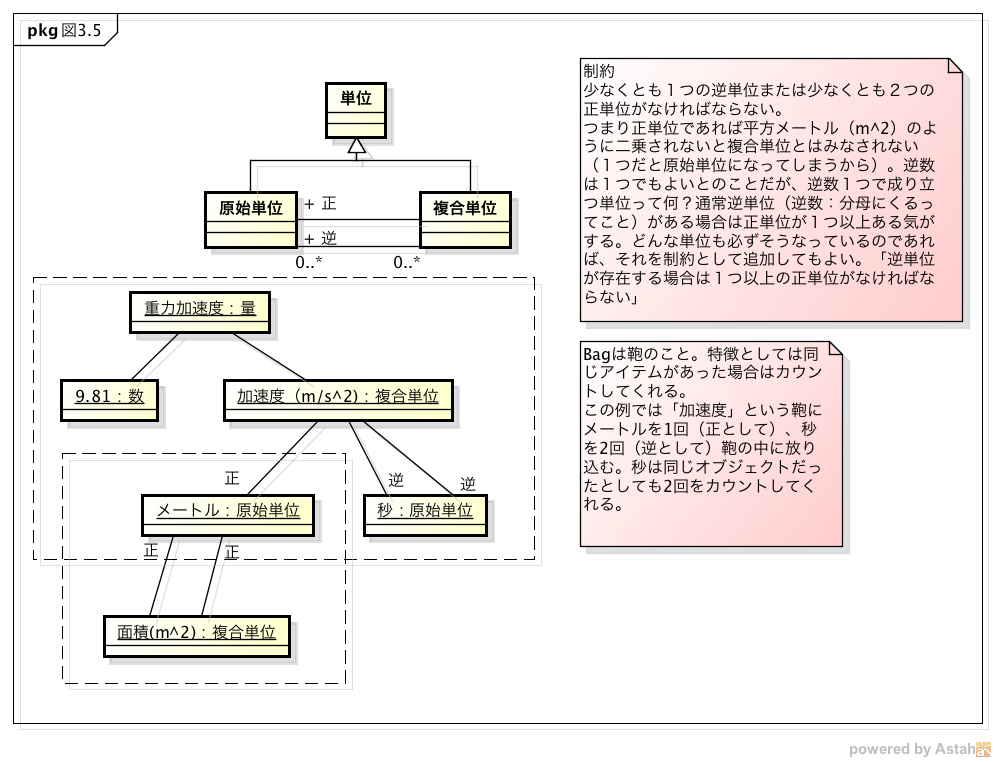 pkg 図3.5
単位
原始単位
複合単位
+ 正
+ 逆
0..*
0..*
制約
少なくとも１つの逆単位または少なくとも２つの
正単位がなければならない。
つまり正単位であれば平方メートル（m^2）のよ
うに二乗されないと複合単位とはみなされない
（１つだと原始単位になってしまうから）。逆数
は１つでもよいとのことだが、逆数１つで成り立
つ単位って何？通常逆単位（逆数：分母にくるっ
てこと）がある場合は正単位が１つ以上ある気が
する。どんな単位も必ずそうなっているのであれ
ば、それを制約として追加してもよい。「逆単位
が存在する場合は１つ以上の正単位がなければな
らない」
重力加速度：量
9.81：数
加速度（m/s^2)：複合単位
正
逆
逆
メートル：原始単位
秒：原始単位
正
正
面積(m^2)：複合単位
Bagは鞄のこと。特徴としては同
じアイテムがあった場合はカウン
トしてくれる。
この例では「加速度」という鞄に
メートルを1回（正として）、秒
を2回（逆として）鞄の中に放り
込む。秒は同じオブジェクトだっ
たとしても2回をカウントしてく
れる。
powered by Astah